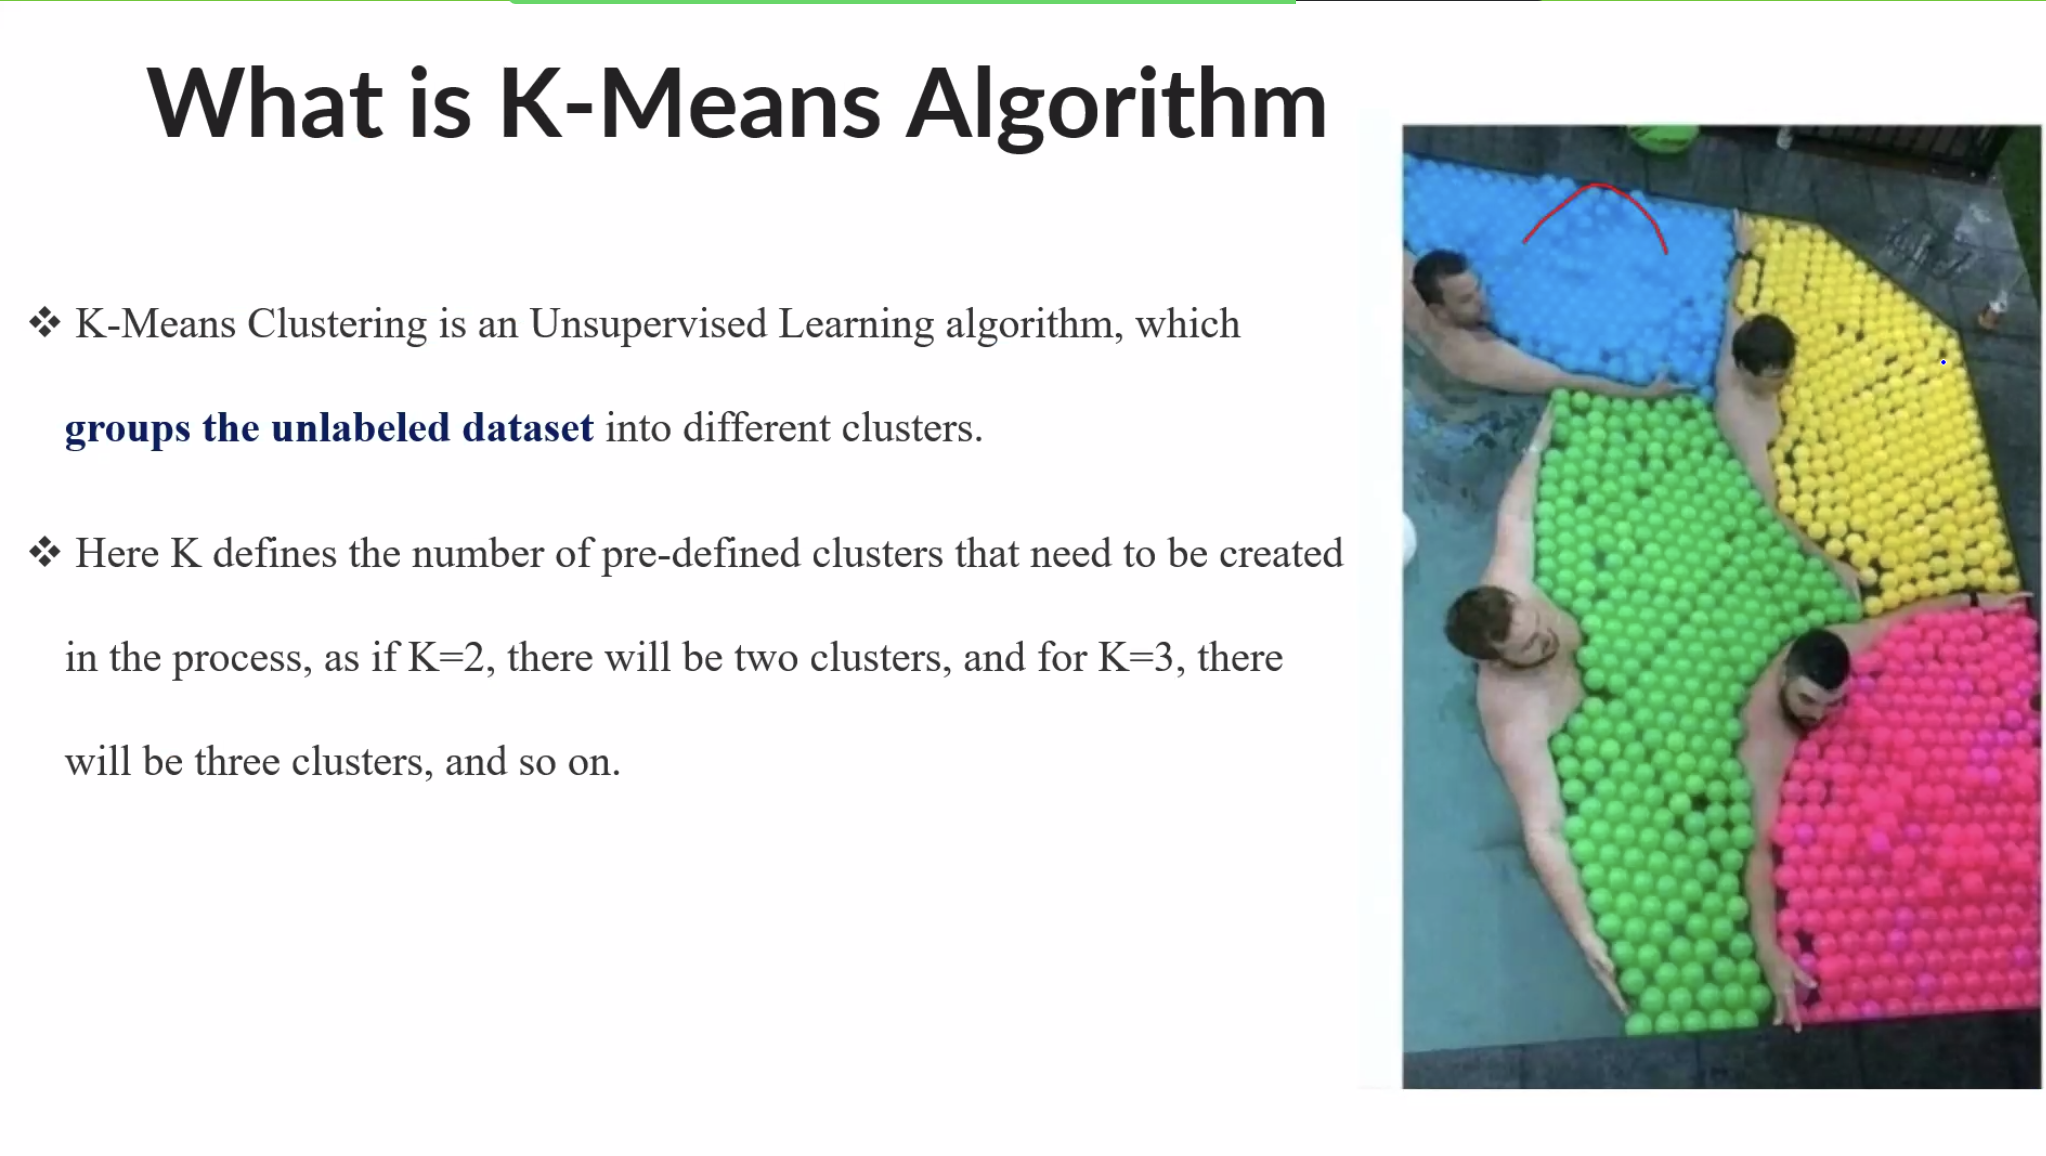 What is K-Means Algorithm
❖ K-Means Clustering is an Unsupervised Learning algorithm, which
groups the unlabeled dataset into different clusters.
❖ Here K defines the number of pre-defined clusters that need to be created
in the process, as if K=2, there will be two clusters, and for K=3, there
will be three clusters, and so on.